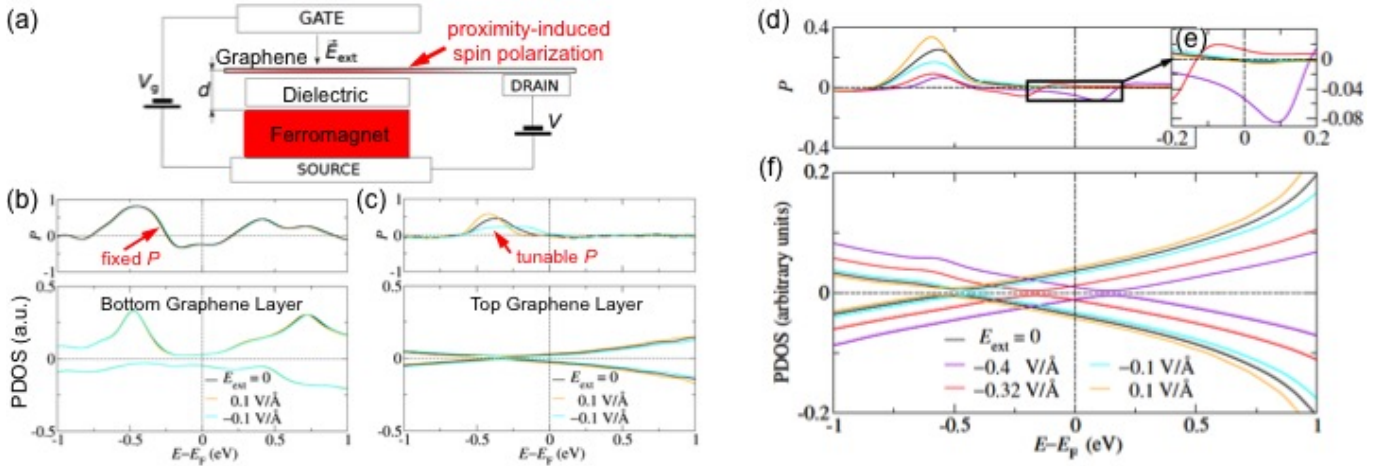 (a)
GATE
Graphene
E̅ext
proximity-induced
spin polarization
Vg
d
Dielectric
DRAIN
Ferromagnet
V
SOURCE
(b)
1
P
0
-1
fixed P
(c)
1
P
0
-1
tunable P
PDOS (a.u.)
0.5
Bottom Graphene Layer
0
Eext = 0
0.1 V/Å
−0.1 V/Å
-0.5
-1 -0.5 0 0.5 1
E−EF (eV)
0.5
Top Graphene Layer
0
Eext = 0
0.1 V/Å
−0.1 V/Å
-0.5
-1 -0.5 0 0.5 1
E−EF (eV)
(d)
0.4
P
0
-0.4
(e)
0
-0.04
-0.08
-0.2 0 0.2
(f)
0.2
PDOS (arbitrary units)
0
-0.2
Eext = 0
−0.4 V/Å
−0.32 V/Å
−0.1 V/Å
0.1 V/Å
-1 -0.5 0 0.5 1
E−EF (eV)